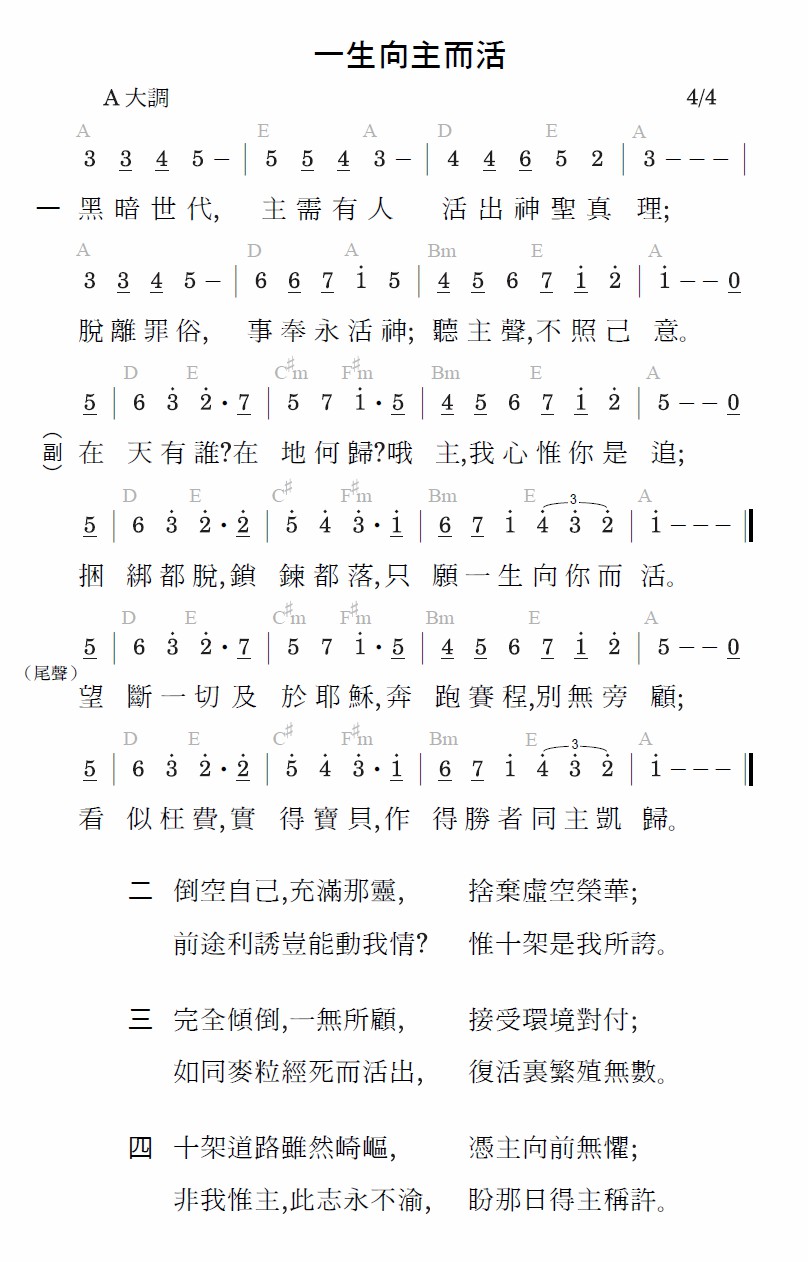 一生向主而活
A 大調 4/4
A E A D E A
3 3 4 5 – | 5 5 4 3 – | 4 4 6 5 2 | 3 – – – |
一 黑暗世代, 主需有人 活出神聖真理;
A D A Bm E A
3 3 4 5 – | 6 6 7 i 5 | 4 5 6 7 i 2̇ | i – – 0
脫離罪俗, 事奉永活神; 聽主聲,不照己意。
D E C♯m F♯m Bm E A
5 | 6 3̇ 2̇ · 7 | 5 7 i · 5 | 4 5 6 7 i 2̇ | 5 – – 0
(副) 在 天有誰?在 地何歸?哦 主,我心惟你是追;
D E C♯ F♯m Bm E A
5 | 6 3̇ 2̇ · 2̇ | 5̇ 4̇ 3̇ · i | 6 7 i 4̇ 3̇ 2̇ | i – – – ‖
3
捆 綁都脫,鎖 鍊都落,只 願一生向你而活。
D E C♯m F♯m Bm E A
5 | 6 3̇ 2̇ · 7 | 5 7 i · 5 | 4 5 6 7 i 2̇ | 5 – – 0
(尾聲) 望 斷一切及 於耶穌,奔 跑賽程,別無旁顧;
D E C♯ F♯m Bm E A
5 | 6 3̇ 2̇ · 2̇ | 5̇ 4̇ 3̇ · i | 6 7 i 4̇ 3̇ 2̇ | i – – – ‖
3
看 似枉費,實 得寶貝,作 得勝者同主凱歸。
二 倒空自己,充滿那靈, 捨棄虛空榮華;
前途利誘豈能動我情? 惟十架是我所誇。
三 完全傾倒,一無所顧, 接受環境對付;
如同麥粒經死而活出, 復活裏繁殖無數。
四 十架道路雖然崎嶇, 憑主向前無懼;
非我惟主,此志永不渝, 盼那日得主稱許。